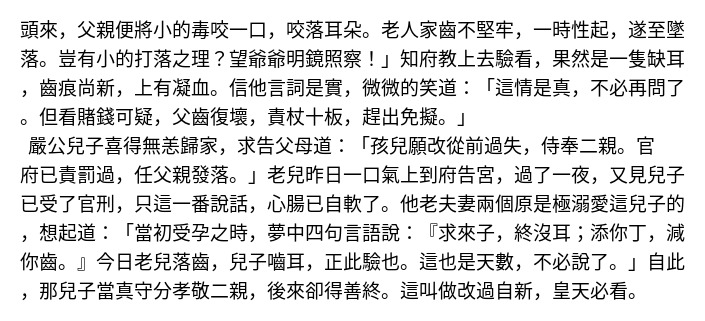 頭來，父親便將小的毒咬一口，咬落耳朵。老人家齒不堅牢，一時性起，遂至墜
落。豈有小的打落之理？望爺爺明鏡照察！」知府教上去驗看，果然是一隻缺耳
，齒痕尚新，上有凝血。信他言詞是實，微微的笑道：「這情是真，不必再問了
。但看賭錢可疑，父齒復壞，責杖十板，趕出免擬。」
嚴公兒子喜得無恙歸家，求告父母道：「孩兒願改從前過失，侍奉二親。官
府已責罰過，任父親發落。」老兒昨日一口氣上到府告宮，過了一夜，又見兒子
已受了官刑，只這一番說話，心腸已自軟了。他老夫妻兩個原是極溺愛這兒子的
，想起道：「當初受孕之時，夢中四句言語說：『求來子，終沒耳；添你丁，減
你齒。』今日老兒落齒，兒子嚙耳，正此驗也。這也是天數，不必說了。」自此
，那兒子當真守分孝敬二親，後來卻得善終。這叫做改過自新，皇天必看。